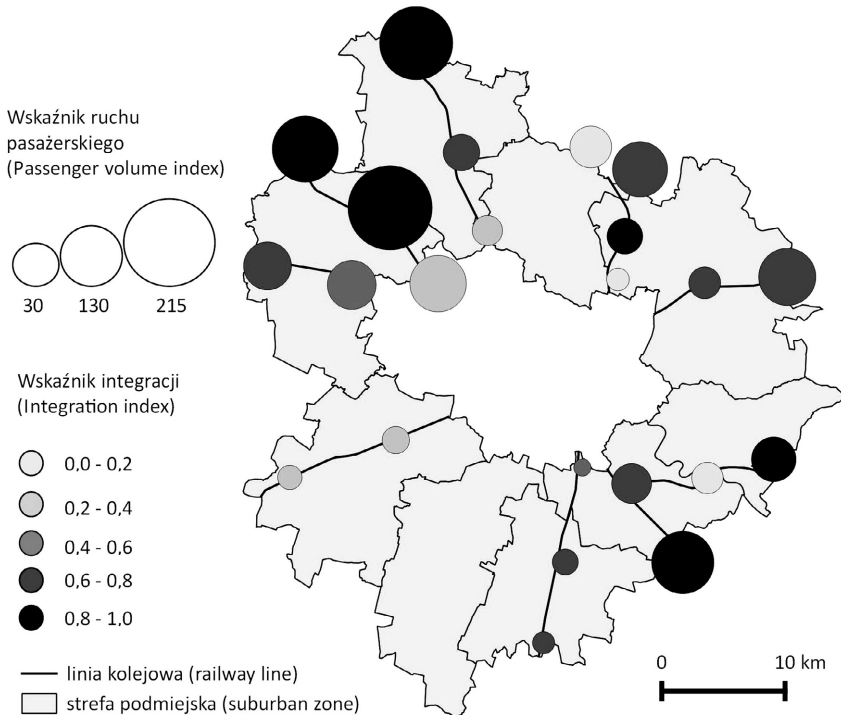 Wskaźnik ruchu
pasażerskiego
(Passenger volume index)
30 130 215
Wskaźnik integracji
(Integration index)
0.0 - 0.2
0,2 - 0,4
0,4 - 0,6
0,6 - 0,8
0,8 - 1.0
linia kolejowa (railway line)
strefa podmiejska (suburban zone)
0 10 km